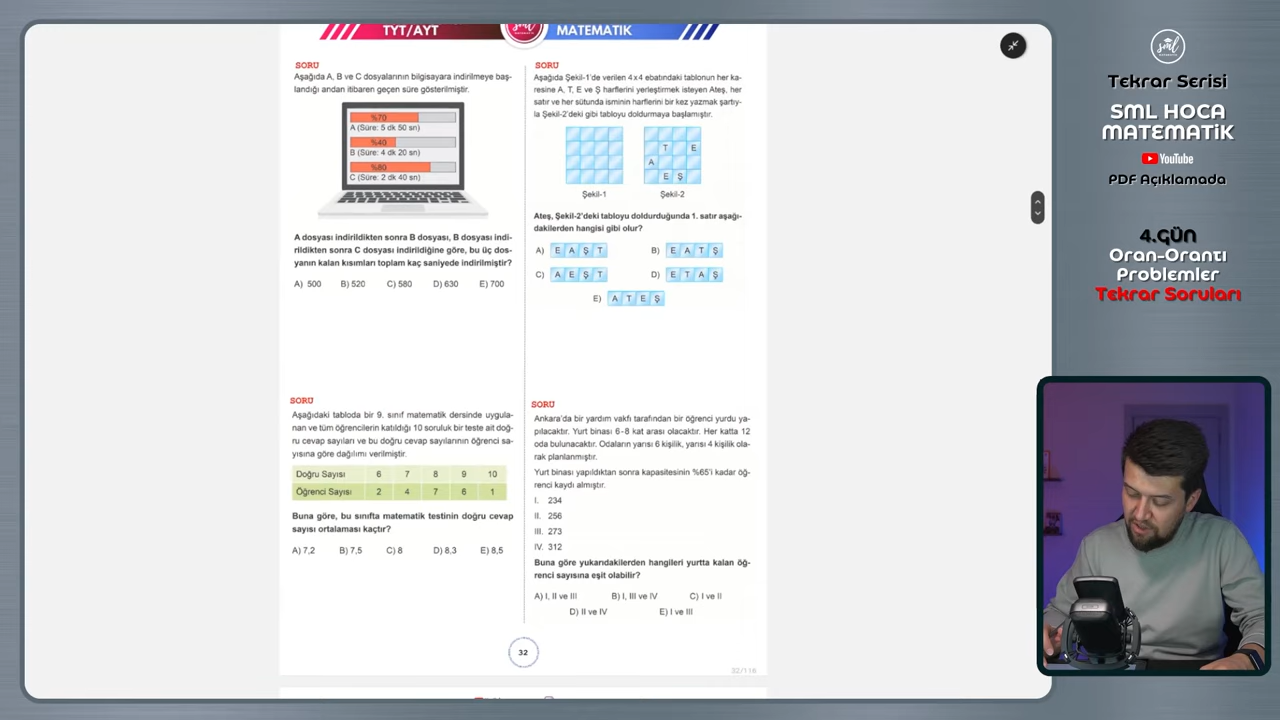 TYT/AYT
MATEMATİK
SORU
Aşağıda A, B ve C dosyalarının bilgisayara indirilmeye baş-
landığı andan itibaren geçen süre gösterilmiştir.
%70
A (Süre: 5 dk 50 sn)
%40
B (Süre: 4 dk 20 sn)
%80
C (Süre: 2 dk 40 sn)
A dosyası indirildikten sonra B dosyası, B dosyası indi-
rildikten sonra C dosyası indirildiğine göre, bu üç dos-
yanın kalan kısımları toplam kaç saniyede indirilmiştir?
A) 500 B) 520 C) 580 D) 630 E) 700
SORU
Aşağıda Şekil-1'de verilen 4x4 ebatındaki tablonun her ka-
resine A, T, E ve Ş harflerini yerleştirmek isteyen Ateş, her
satır ve her sütunda isminin harflerini bir kez yazmak şartıy-
la Şekil-2'deki gibi tabloyu doldurmaya başlamıştır.
T E
A
E Ş
Şekil-1 Şekil-2
Ateş, Şekil-2'deki tabloyu doldurduğunda 1. satır aşağı-
dakilerden hangisi gibi olur?
A) E A Ş T B) E A T Ş
C) A E Ş T D) E T A Ş
E) A T E Ş
SORU
Aşağıdaki tabloda bir 9. sınıf matematik dersinde uygula-
nan ve tüm öğrencilerin katıldığı 10 soruluk bir teste ait doğ-
ru cevap sayıları ve bu doğru cevap sayılarının öğrenci sa-
yısına göre dağılımı verilmiştir.
Doğru Sayısı 6 7 8 9 10
Öğrenci Sayısı 2 4 7 6 1
Buna göre, bu sınıfta matematik testinin doğru cevap
sayısı ortalaması kaçtır?
A) 7,2 B) 7,5 C) 8 D) 8,3 E) 8,5
SORU
Ankara'da bir yardım vakfı tarafından bir öğrenci yurdu ya-
pılacaktır. Yurt binası 6-8 kat arası olacaktır. Her katta 12
oda bulunacaktır. Odaların yarısı 6 kişilik, yarısı 4 kişilik ola-
rak planlanmıştır.
Yurt binası yapıldıktan sonra kapasitesinin %65'i kadar öğ-
renci kaydı almıştır.
I. 234
II. 256
III. 273
IV. 312
Buna göre yukarıdakilerden hangileri yurtta kalan öğ-
renci sayısına eşit olabilir?
A) I, II ve III B) I, III ve IV C) I ve II
D) II ve IV E) I ve III
32
32/116
sml
Tekrar Serisi
SML HOCA
MATEMATİK
YouTube
PDF Açıklamada
4.GÜN
Oran-Orantı
Problemler
Tekrar Soruları